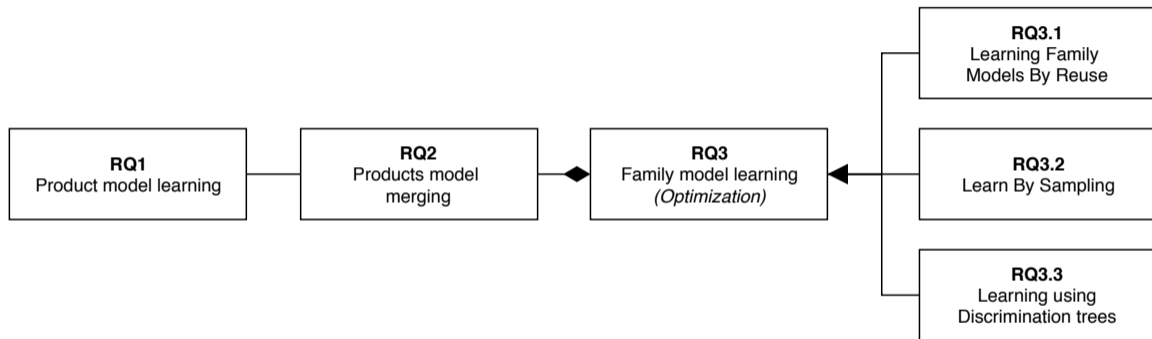 RQ1
Product model learning
RQ2
Products model
merging
RQ3
Family model learning
(Optimization)
RQ3.1
Learning Family
Models By Reuse
RQ3.2
Learn By Sampling
RQ3.3
Learning using
Discrimination trees